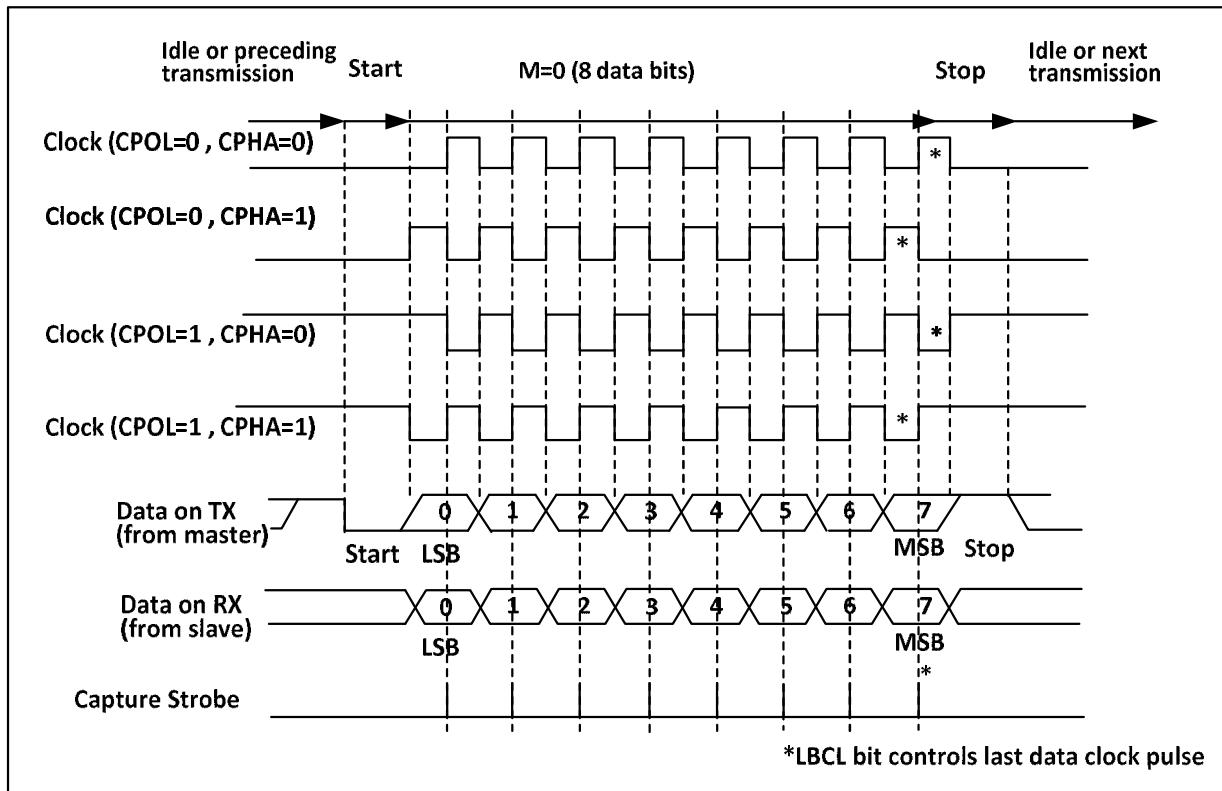 Idle or preceding
transmission
Start
M=0 (8 data bits)
Stop
Idle or next
transmission
Clock (CPOL=0 , CPHA=0)
*
Clock (CPOL=0 , CPHA=1)
*
Clock (CPOL=1 , CPHA=0)
*
Clock (CPOL=1 , CPHA=1)
*
Data on TX
(from master)
0 1 2 3 4 5 6 7
Start LSB MSB Stop
Data on RX
(from slave)
0 1 2 3 4 5 6 7
LSB MSB
*
Capture Strobe
*LBCL bit controls last data clock pulse